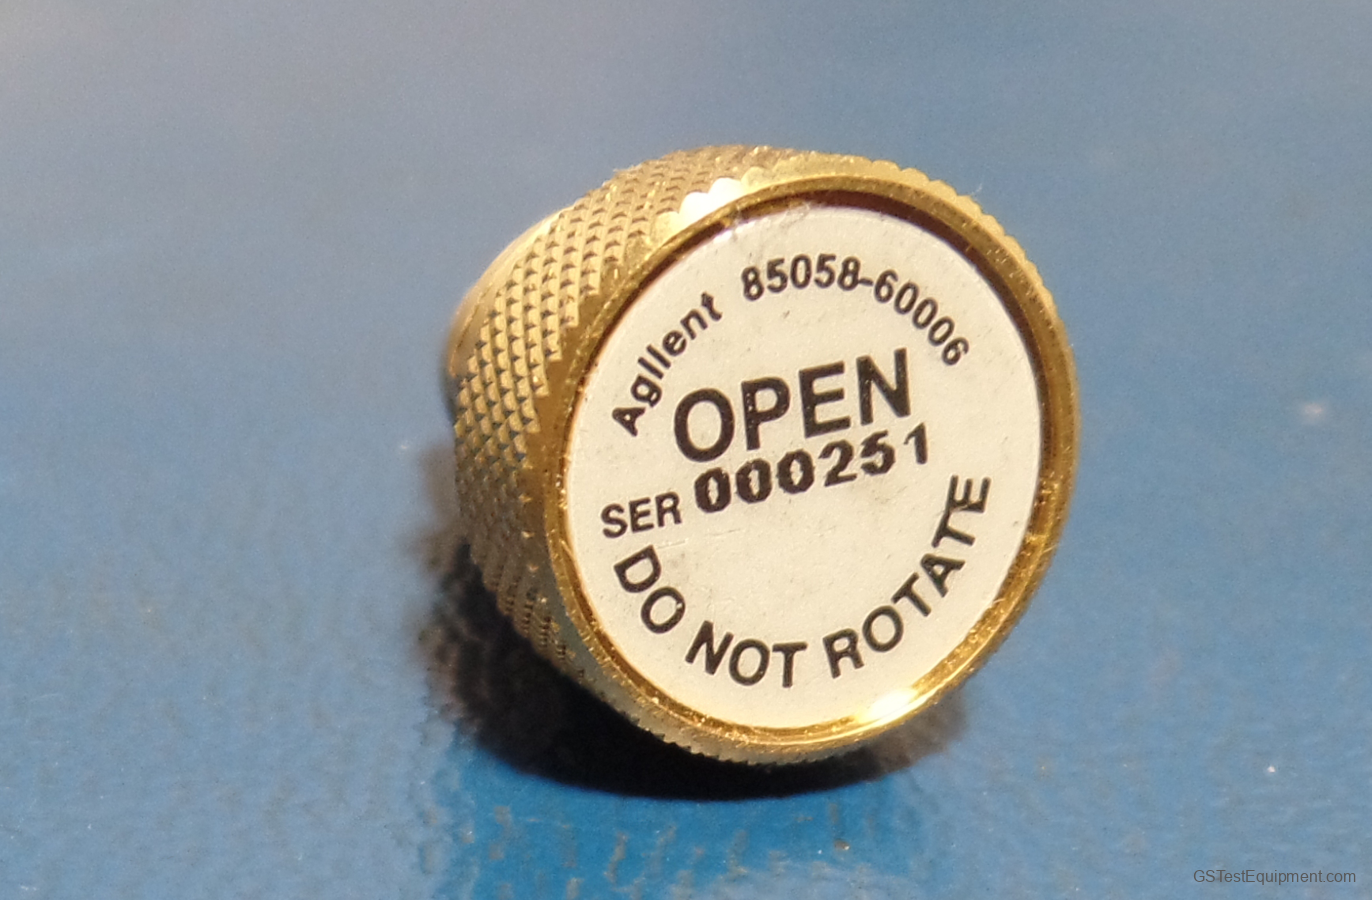 Agilent 85058-60006
OPEN
SER 000251
DO NOT ROTATE
GSTestEquipment.com